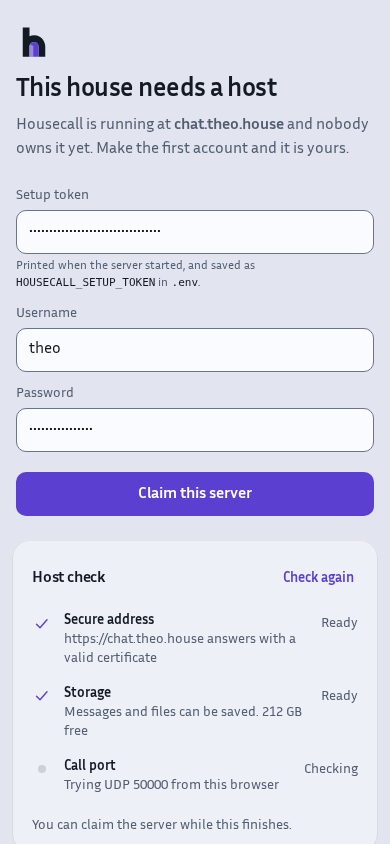 h
This house needs a host
Housecall is running at chat.theo.house and nobody
owns it yet. Make the first account and it is yours.
Setup token
Printed when the server started, and saved as
HOUSECALL_SETUP_TOKEN in .env.
Username
theo
Password
Claim this server
Host check
Check again
Secure address
Ready
https://chat.theo.house answers with a
valid certificate
Storage
Ready
Messages and files can be saved. 212 GB
free
Call port
Checking
Trying UDP 50000 from this browser
You can claim the server while this finishes.